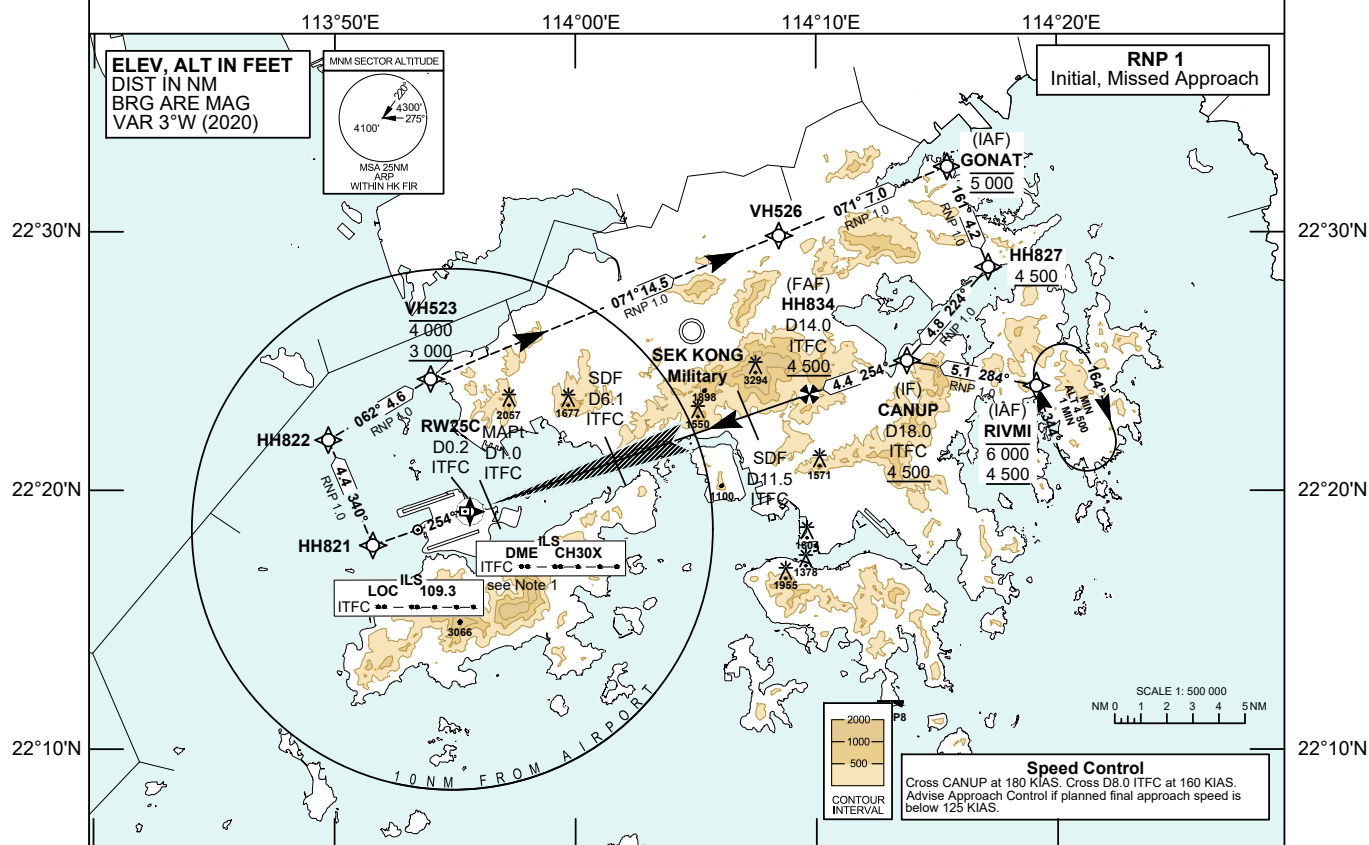 113°50'E
114°00'E
114°10'E
114°20'E
ELEV, ALT IN FEET
DIST IN NM
BRG ARE MAG
VAR 3°W (2020)
MNM SECTOR ALTITUDE
220°
4300'
275°
4100'
MSA 25NM
ARP
WITHIN HK FIR
RNP 1
Initial, Missed Approach
(IAF)
GONAT
5 000
161° 4.2
RNP 1.0
071° 7.0
RNP 1.0
VH526
22°30'N
22°30'N
HH827
4 500
4.8 224°
RNP 1.0
071° 14.5
RNP 1.0
VH523
4 000
3 000
(FAF)
HH834
D14.0
ITFC
4 500
SEK KONG
Military
3294
1898
1550
4.4 254°
5.1 284°
RNP 1.0
164°
MIN
ALT 4 500
1 MIN
344°
(IF)
CANUP
D18.0
ITFC
4 500
(IAF)
RIVMI
6 000
4 500
SDF
D6.1
ITFC
2057
1677
062° 4.6
RNP 1.0
HH822
RW25C
D0.2
ITFC
MAPt
D1.0
ITFC
4.4 340°
RNP 1.0
SDF
D11.5
ITFC
1571
1100
22°20'N
22°20'N
254°
HH821
ILS
DME CH30X
ITFC
see Note 1
ILS
LOC 109.3
ITFC
3066
1378
1955
10NM FROM AIRPORT
SCALE 1: 500 000
NM 0 1 2 3 4 5 NM
P8
22°10'N
22°10'N
2000
1000
500
CONTOUR
INTERVAL
Speed Control
Cross CANUP at 180 KIAS. Cross D8.0 ITFC at 160 KIAS.
Advise Approach Control if planned final approach speed is
below 125 KIAS.